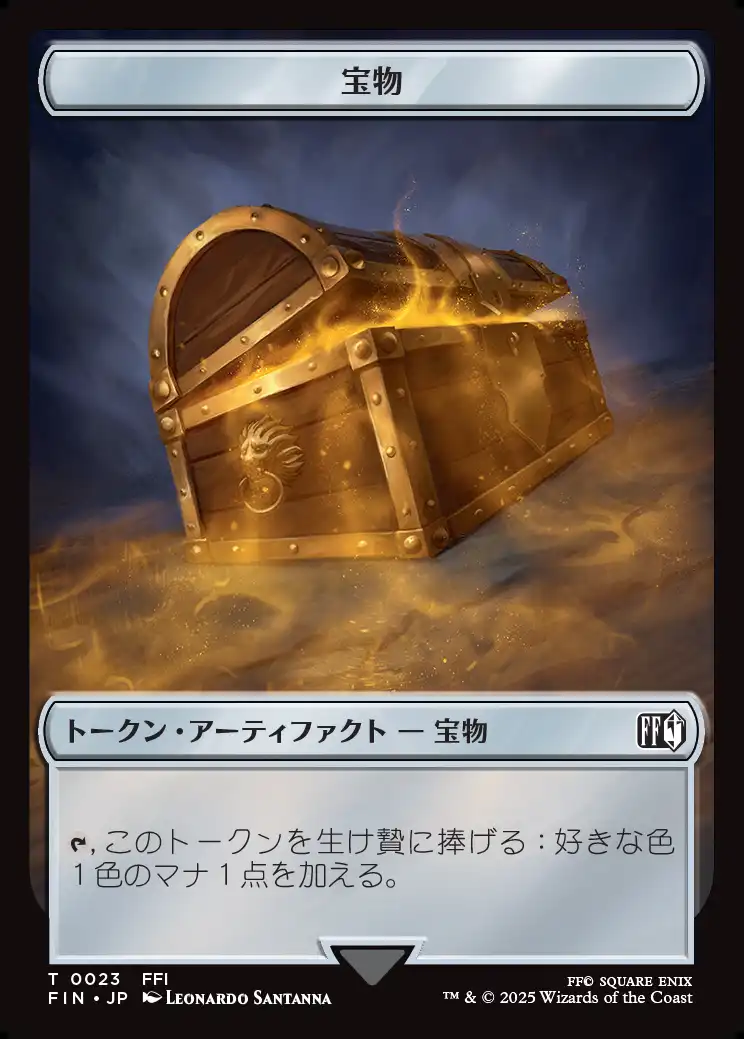 宝物
トークン・アーティファクト — 宝物
FF
,このトークンを生け贄に捧げる：好きな色
１色のマナ１点を加える。
T 0023 FFI
FIN • JP Leonardo Santanna
FF© SQUARE ENIX
™ & © 2025 Wizards of the Coast